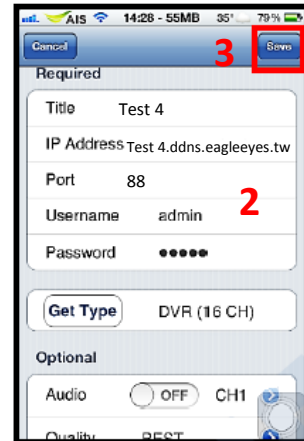 AIS 14:28 - 55MB 35° 79%
Cancel 3 Save
Required
Title Test 4
IP Address Test 4.ddns.eagleeyes.tw
Port 88
Username admin 2
Password •••••
Get Type DVR (16 CH)
Optional
Audio OFF CH1
Quality BEST